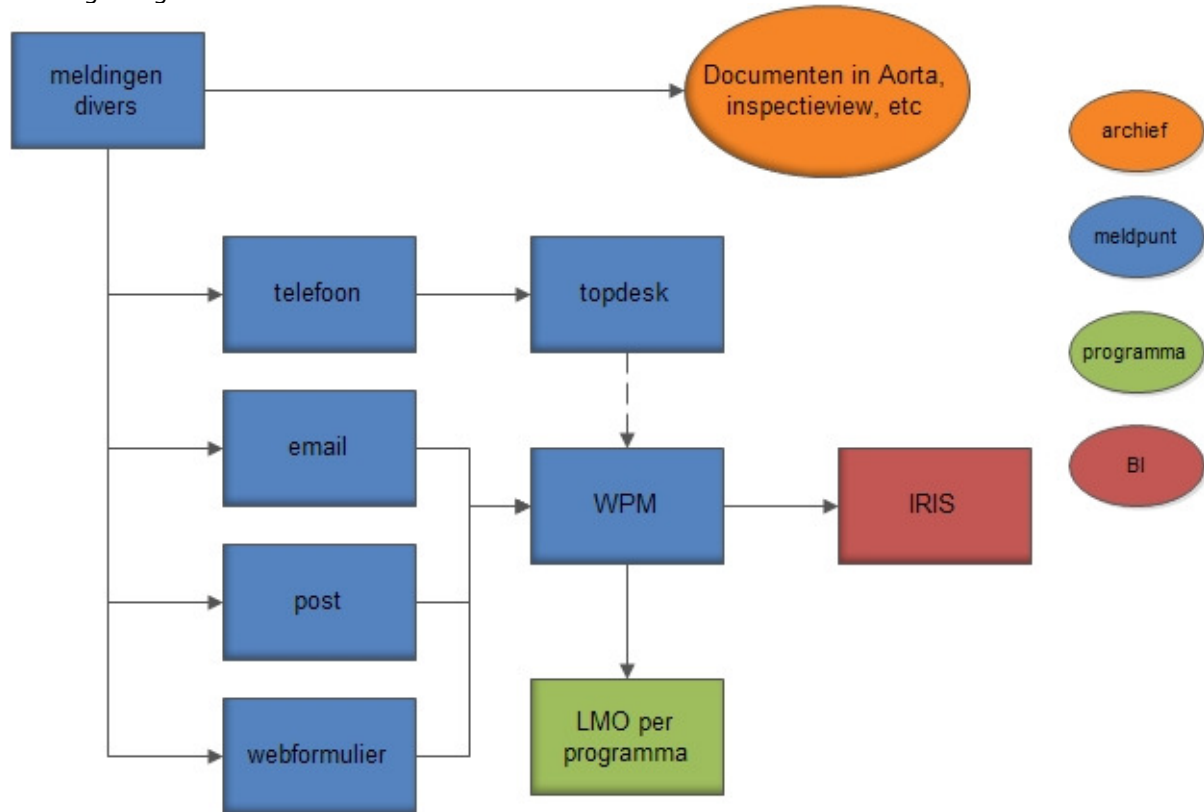 meldingen
divers
Documenten in Aorta,
inspectieview, etc
archief
meldpunt
telefoon
topdesk
programma
email
BI
WPM
IRIS
post
LMO per
programma
webformulier